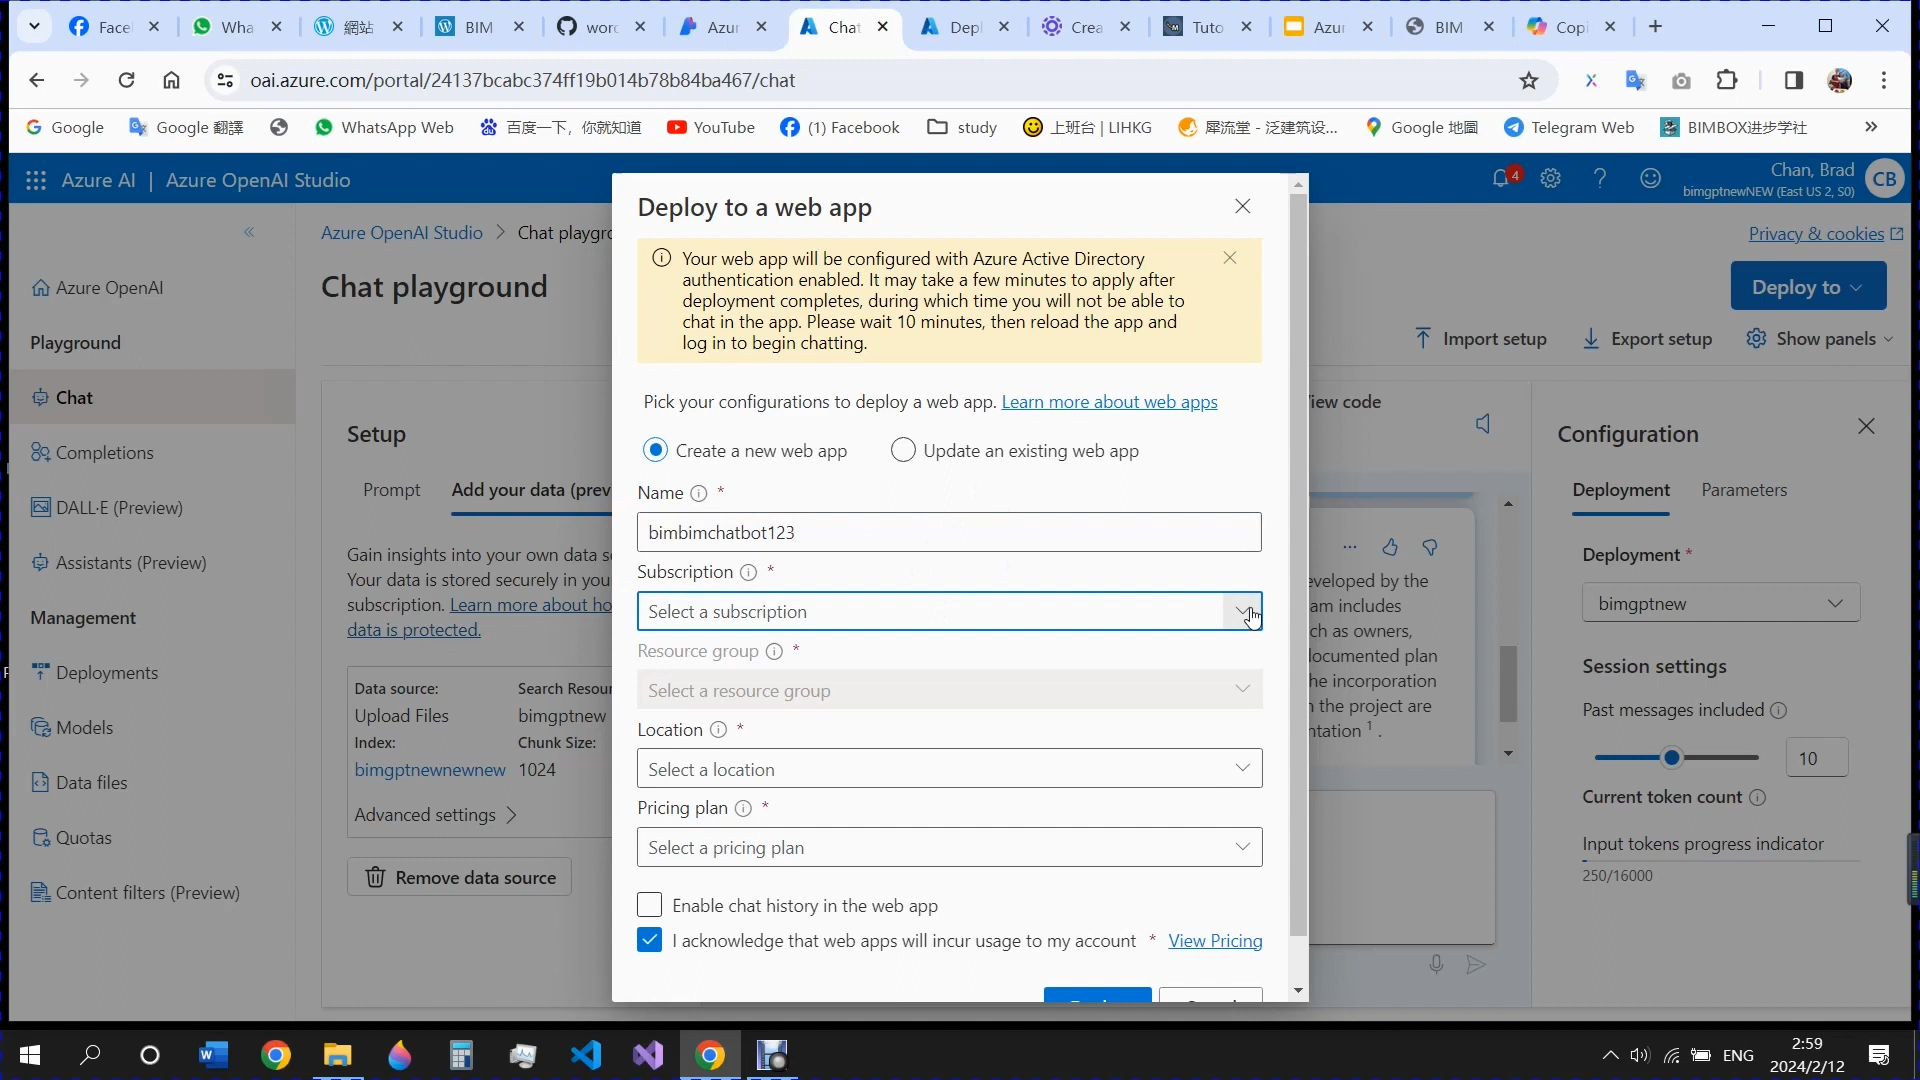 Face
Wha
網站
BIM
word
Azur
Chat
Depl
Crea
Tuto
Azur
BIM
Copi
oai.azure.com/portal/24137bcabc374ff19b014b78b84ba467/chat
Google
Google 翻譯
WhatsApp Web
百度一下，你就知道
YouTube
(1) Facebook
study
上班台 | LIHKG
犀流堂 - 泛建筑设...
Google 地圖
Telegram Web
BIMBOX进步学社
Azure AI | Azure OpenAI Studio
4
Chan, Brad
bimgptnewNEW (East US 2, S0)
CB
Azure OpenAI
Playground
Chat
Completions
DALL·E (Preview)
Assistants (Preview)
Management
Deployments
Models
Data files
Quotas
Content filters (Preview)
Azure OpenAI Studio > Chat playgro
Privacy & cookies
Chat playground
Deploy to
Import setup
Export setup
Show panels
Setup
Prompt
Add your data (prev
Gain insights into your own data s
Your data is stored securely in you
subscription. Learn more about ho
data is protected.
Data source:
Search Resour
Upload Files
bimgptnew
Index:
Chunk Size:
bimgptnewnewnew
1024
Advanced settings
Remove data source
Deploy to a web app
Your web app will be configured with Azure Active Directory
authentication enabled. It may take a few minutes to apply after
deployment completes, during which time you will not be able to
chat in the app. Please wait 10 minutes, then reload the app and
log in to begin chatting.
Pick your configurations to deploy a web app. Learn more about web apps
Create a new web app
Update an existing web app
Name *
bimbimchatbot123
Subscription *
Select a subscription
Resource group *
Select a resource group
Location *
Select a location
Pricing plan *
Select a pricing plan
Enable chat history in the web app
I acknowledge that web apps will incur usage to my account * View Pricing
iew code
eveloped by the
am includes
ch as owners,
locumented plan
he incorporation
n the project are
ntation 1 .
Configuration
Deployment
Parameters
Deployment *
bimgptnew
Session settings
Past messages included
10
Current token count
Input tokens progress indicator
250/16000
ENG
2:59
2024/2/12